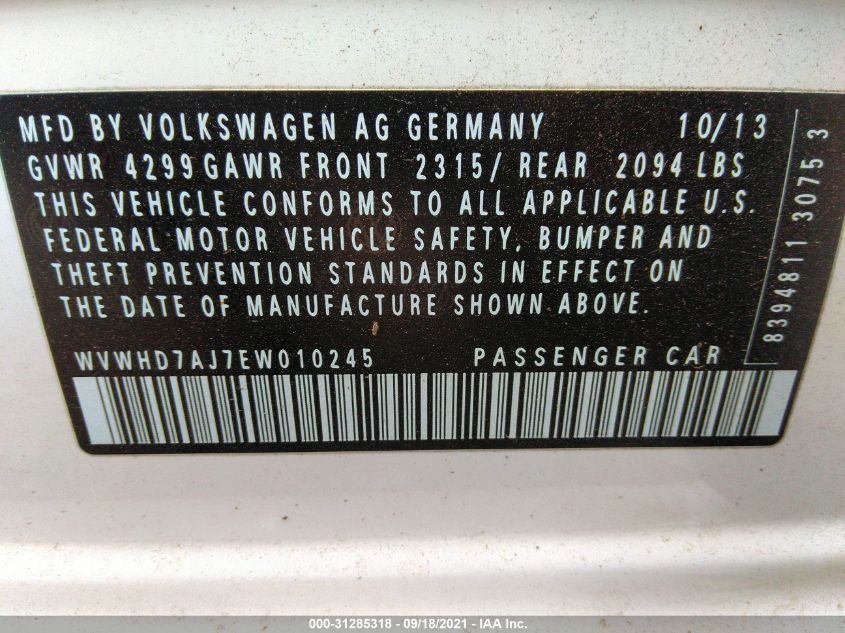 MFD BY VOLKSWAGEN AG GERMANY 10/13
GVWR 4299 GAWR FRONT 2315/ REAR 2094 LBS
THIS VEHICLE CONFORMS TO ALL APPLICABLE U.S.
FEDERAL MOTOR VEHICLE SAFETY, BUMPER AND
THEFT PREVENTION STANDARDS IN EFFECT ON
THE DATE OF MANUFACTURE SHOWN ABOVE.
WVWHD7AJ7EW010245 PASSENGER CAR
8394811 3075 3
000-31285318 - 09/18/2021 - IAA Inc.